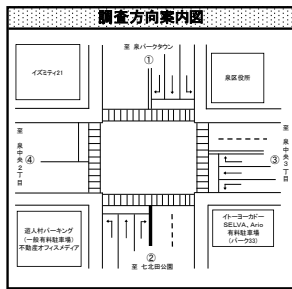 調査方向案内図
至 泉パークタウン
①
イズミティ21
泉区役所
至 泉中央2丁目
④
至 泉中央3丁目
③
遊人村パーキング
(一般有料駐車場)
不動産オフィスメディア
イトーヨーカドー
SELVA、Ario
有料駐車場
(パーク33)
②
至 七北田公園